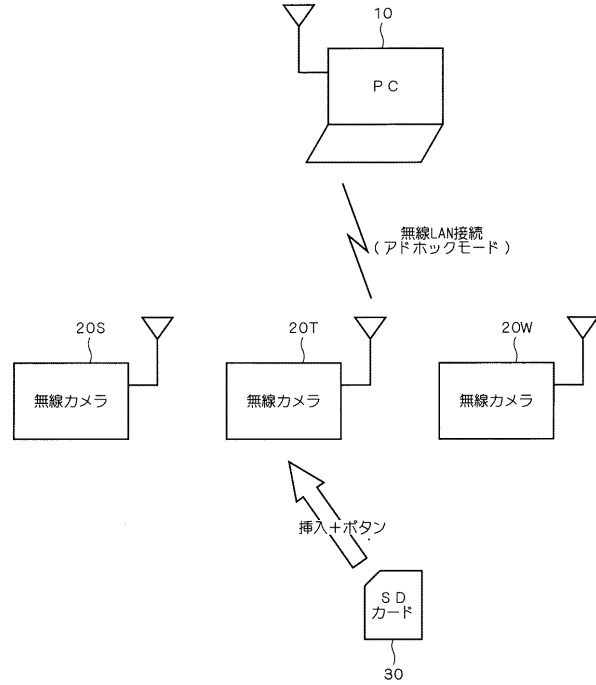 10
PC
無線LAN接続
(アドホックモード)
20S
20T
20W
無線カメラ
無線カメラ
無線カメラ
挿入+ボタン
SD
カード
30